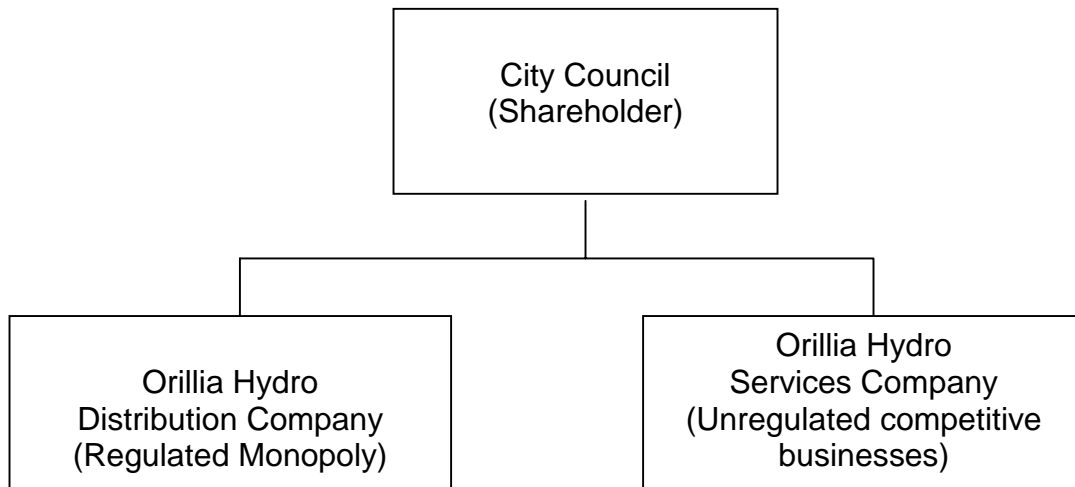 City Council
(Shareholder)
Orillia Hydro
Distribution Company
(Regulated Monopoly)
Orillia Hydro
Services Company
(Unregulated competitive
businesses)